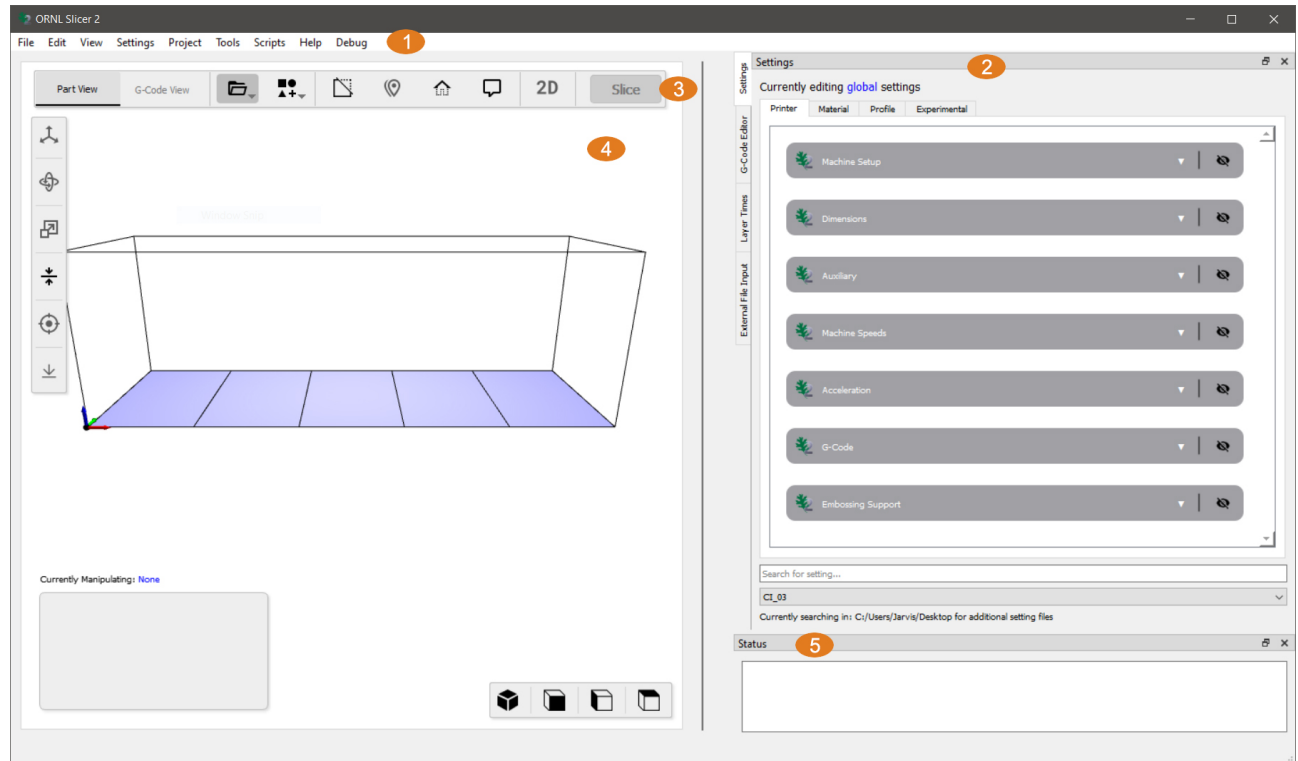 ORNL Slicer 2
File Edit View Settings Project Tools Scripts Help Debug
1
Part View
G-Code View
2D
Slice
3
4
Currently Manipulating: None
Settings
G-Code Editor
Layer Times
External File Input
Settings
2
Currently editing global settings
Printer Material Profile Experimental
Machine Setup
Dimensions
Auxiliary
Machine Speeds
Acceleration
G-Code
Embossing Support
Search for setting...
CI_03
Currently searching in: C:/Users/Jarvis/Desktop for additional setting files
Status
5